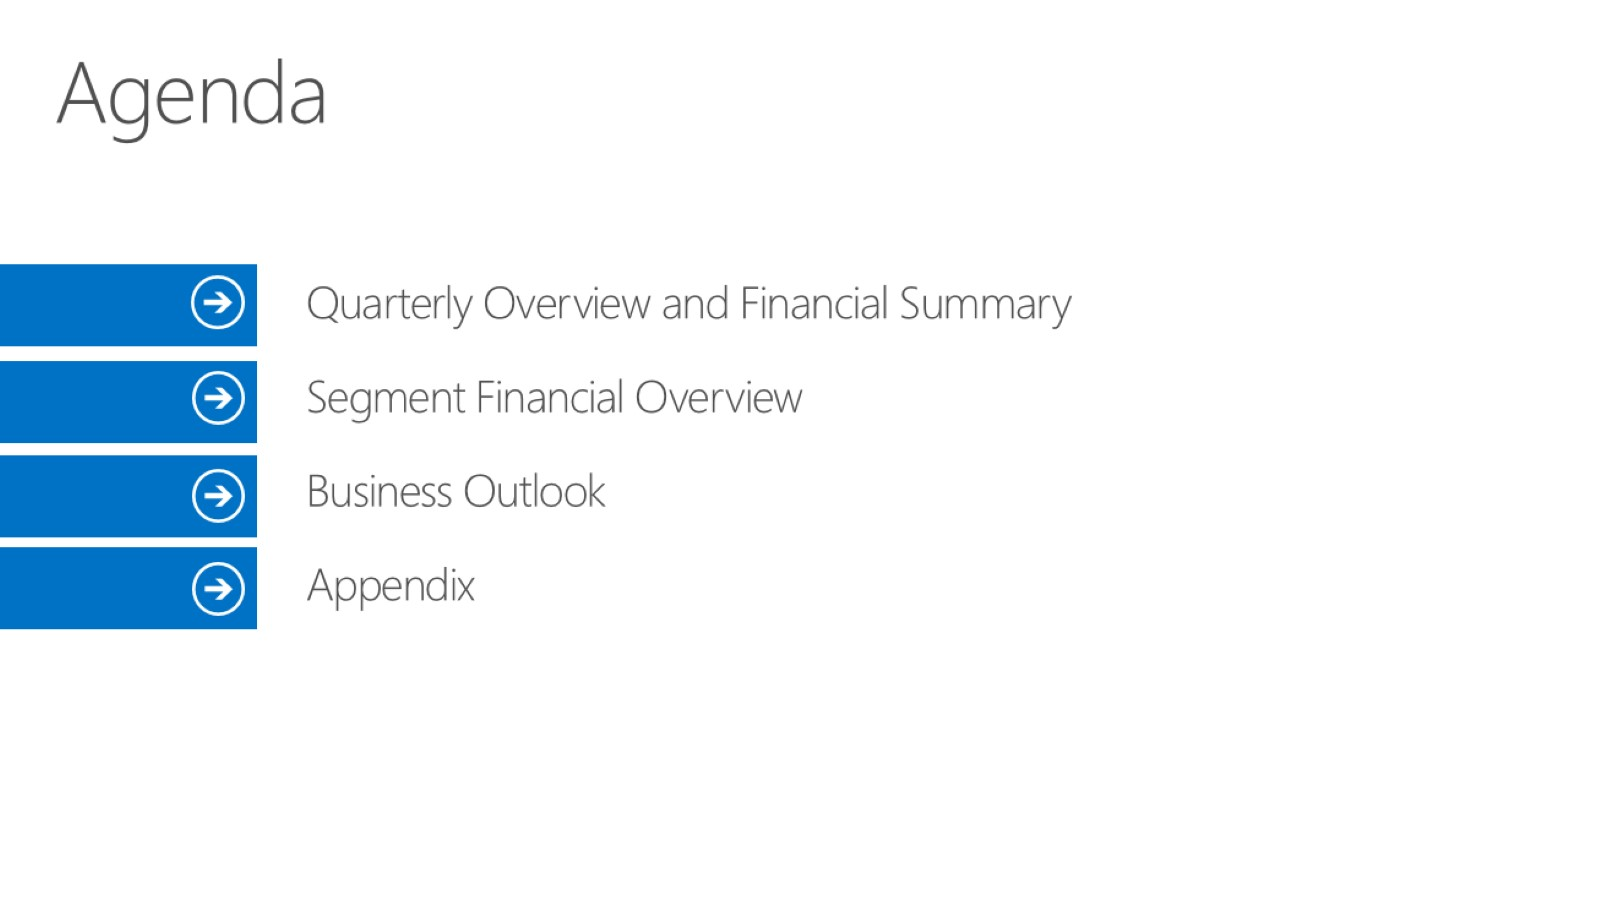 Agenda
Quarterly Overview and Financial Summary
Segment Financial Overview
Business Outlook
Appendix